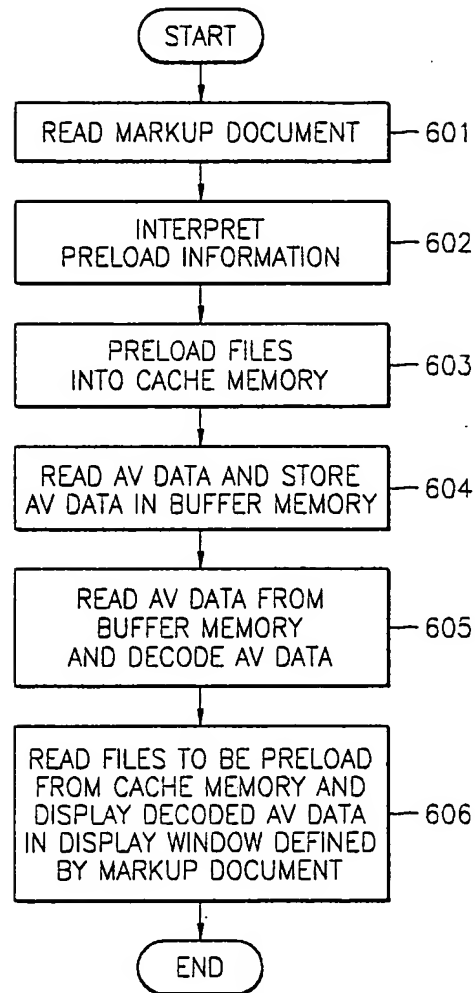 START
READ MARKUP DOCUMENT
601
INTERPRET
PRELOAD INFORMATION
602
PRELOAD FILES
INTO CACHE MEMORY
603
READ AV DATA AND STORE
AV DATA IN BUFFER MEMORY
604
READ AV DATA FROM
BUFFER MEMORY
AND DECODE AV DATA
605
READ FILES TO BE PRELOAD
FROM CACHE MEMORY AND
DISPLAY DECODED AV DATA
IN DISPLAY WINDOW DEFINED
BY MARKUP DOCUMENT
606
END